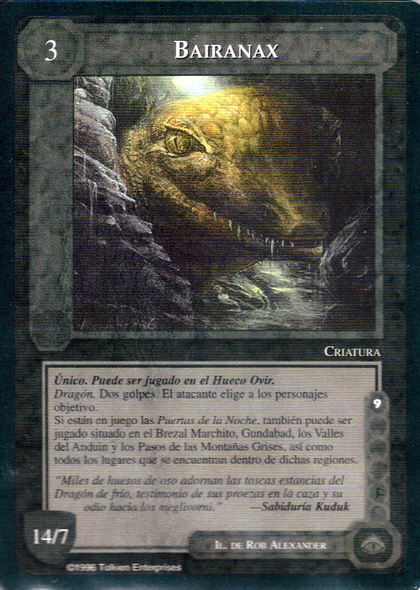 3
BAIRANAX
CRIATURA
Único. Puede ser jugado en el Hueco Ovir.
Dragón. Dos golpes. El atacante elige a los personajes
objetivo.
9
Si están en juego las Puertas de la Noche, también puede ser
jugado situado en el Brezal Marchito, Gundabad, los Valles
del Anduin y los Pasos de las Montañas Grises, así como
todos los lugares que se encuentran dentro de dichas regiones.
"Miles de huesos de oso adornan las toscas estancias del
Dragón de frío, testimonio de sus proezas en la caza y su
odio hacia los meglivorni." —Sabiduría Kuduk
14/7
IL. DE ROB ALEXANDER
©1996 Tolkien Enterprises